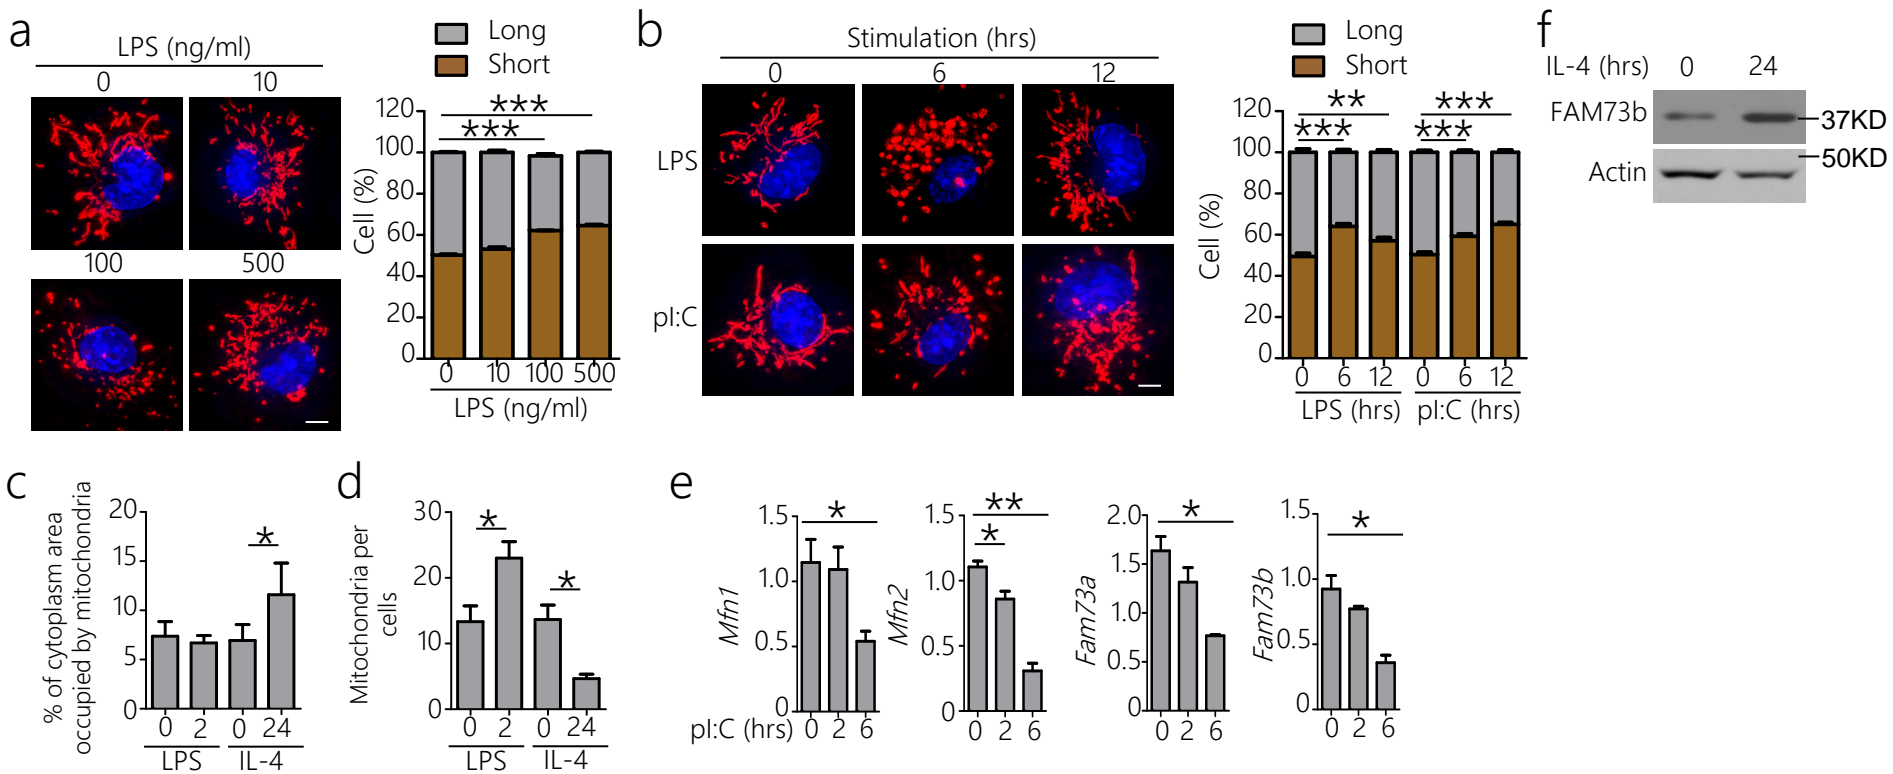 a
LPS (ng/ml)
0 10
100 500
Long
Short
*** 
***
Cell (%)
120
100
80
60
40
20
0
0 10 100 500
LPS (ng/ml)
b
Stimulation (hrs)
0 6 12
LPS
pI:C
Long
Short
** ***
*** ***
Cell (%)
120
100
80
60
40
20
0
0 6 12 0 6 12
LPS (hrs) pI:C (hrs)
f
IL-4 (hrs) 0 24
FAM73b
37KD
50KD
Actin
c
% of cytoplasm area
occupied by mitochondria
20
15
10
5
0
*
0 2 0 24
LPS IL-4
d
Mitochondria per
cells
30
20
10
0
*
*
0 2 0 24
LPS IL-4
e
Mfn1
1.5
1.0
0.5
0
*
Mfn2
1.5
1.0
0.5
0
**
*
Fam73a
2.0
1.5
1.0
0.5
0
*
Fam73b
1.5
1.0
0.5
0
*
pI:C (hrs) 0 2 6 0 2 6 0 2 6 0 2 6